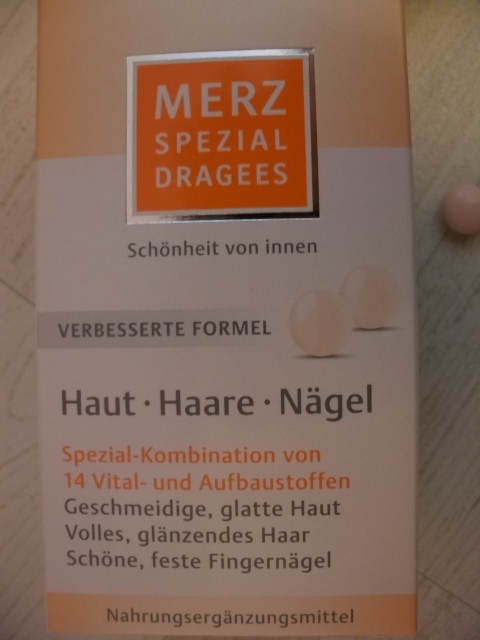 MERZ
SPEZIAL
DRAGEES
Schönheit von innen
VERBESSERTE FORMEL
Haut · Haare · Nägel
Spezial-Kombination von
14 Vital- und Aufbaustoffen
Geschmeidige, glatte Haut
Volles, glänzendes Haar
Schöne, feste Fingernägel
Nahrungsergänzungsmittel